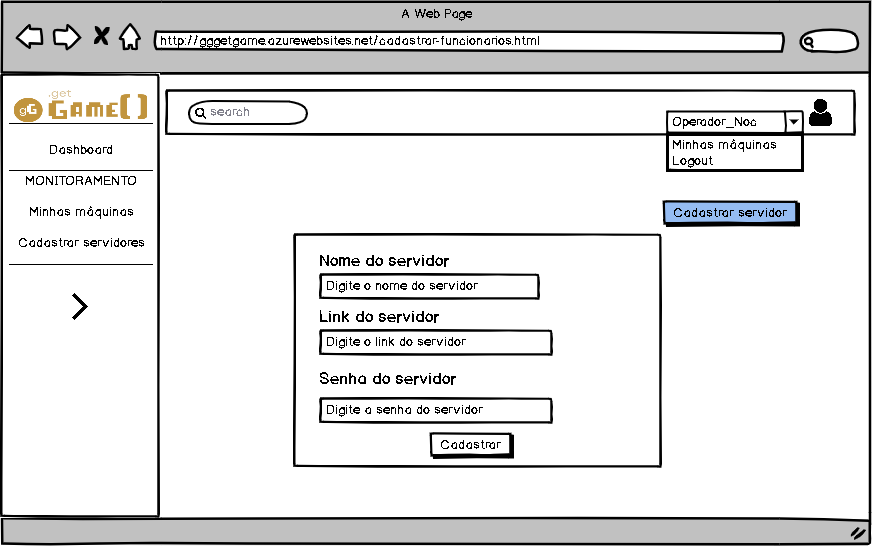 A Web Page
http://gggetgame.azurewebsites.net/cadastrar-funcionarios.html
gG
.get
GAME()
search
Operador_Noc
Minhas máquinas
Logout
Dashboard
MONITORAMENTO
Minhas máquinas
Cadastrar servidores
Cadastrar servidor
Nome do servidor
Digite o nome do servidor
Link do servidor
Digite o link do servidor
Senha do servidor
Digite a senha do servidor
Cadastrar